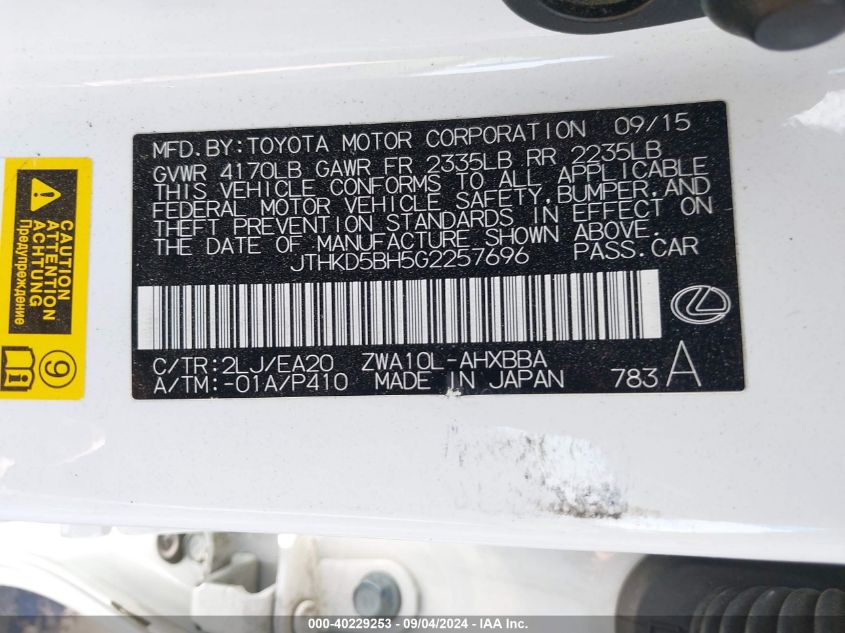 MFD.BY:TOYOTA MOTOR CORPORATION 09/15
GVWR 4170LB GAWR FR 2335LB RR 2235LB
THIS VEHICLE CONFORMS TO ALL APPLICABLE
FEDERAL MOTOR VEHICLE SAFETY,BUMPER,AND
THEFT PREVENTION STANDARDS IN EFFECT ON
THE DATE OF MANUFACTURE SHOWN ABOVE.
JTHKD5BH5G2257696 PASS.CAR
C/TR:2LJ/EA20 ZWA10L-AHXBBA
A/TM:-01A/P410 MADE IN JAPAN 783 A
CAUTION
ATTENTION
ACHTUNG
Предупреждение
9
000-40229253 - 09/04/2024 - IAA Inc.